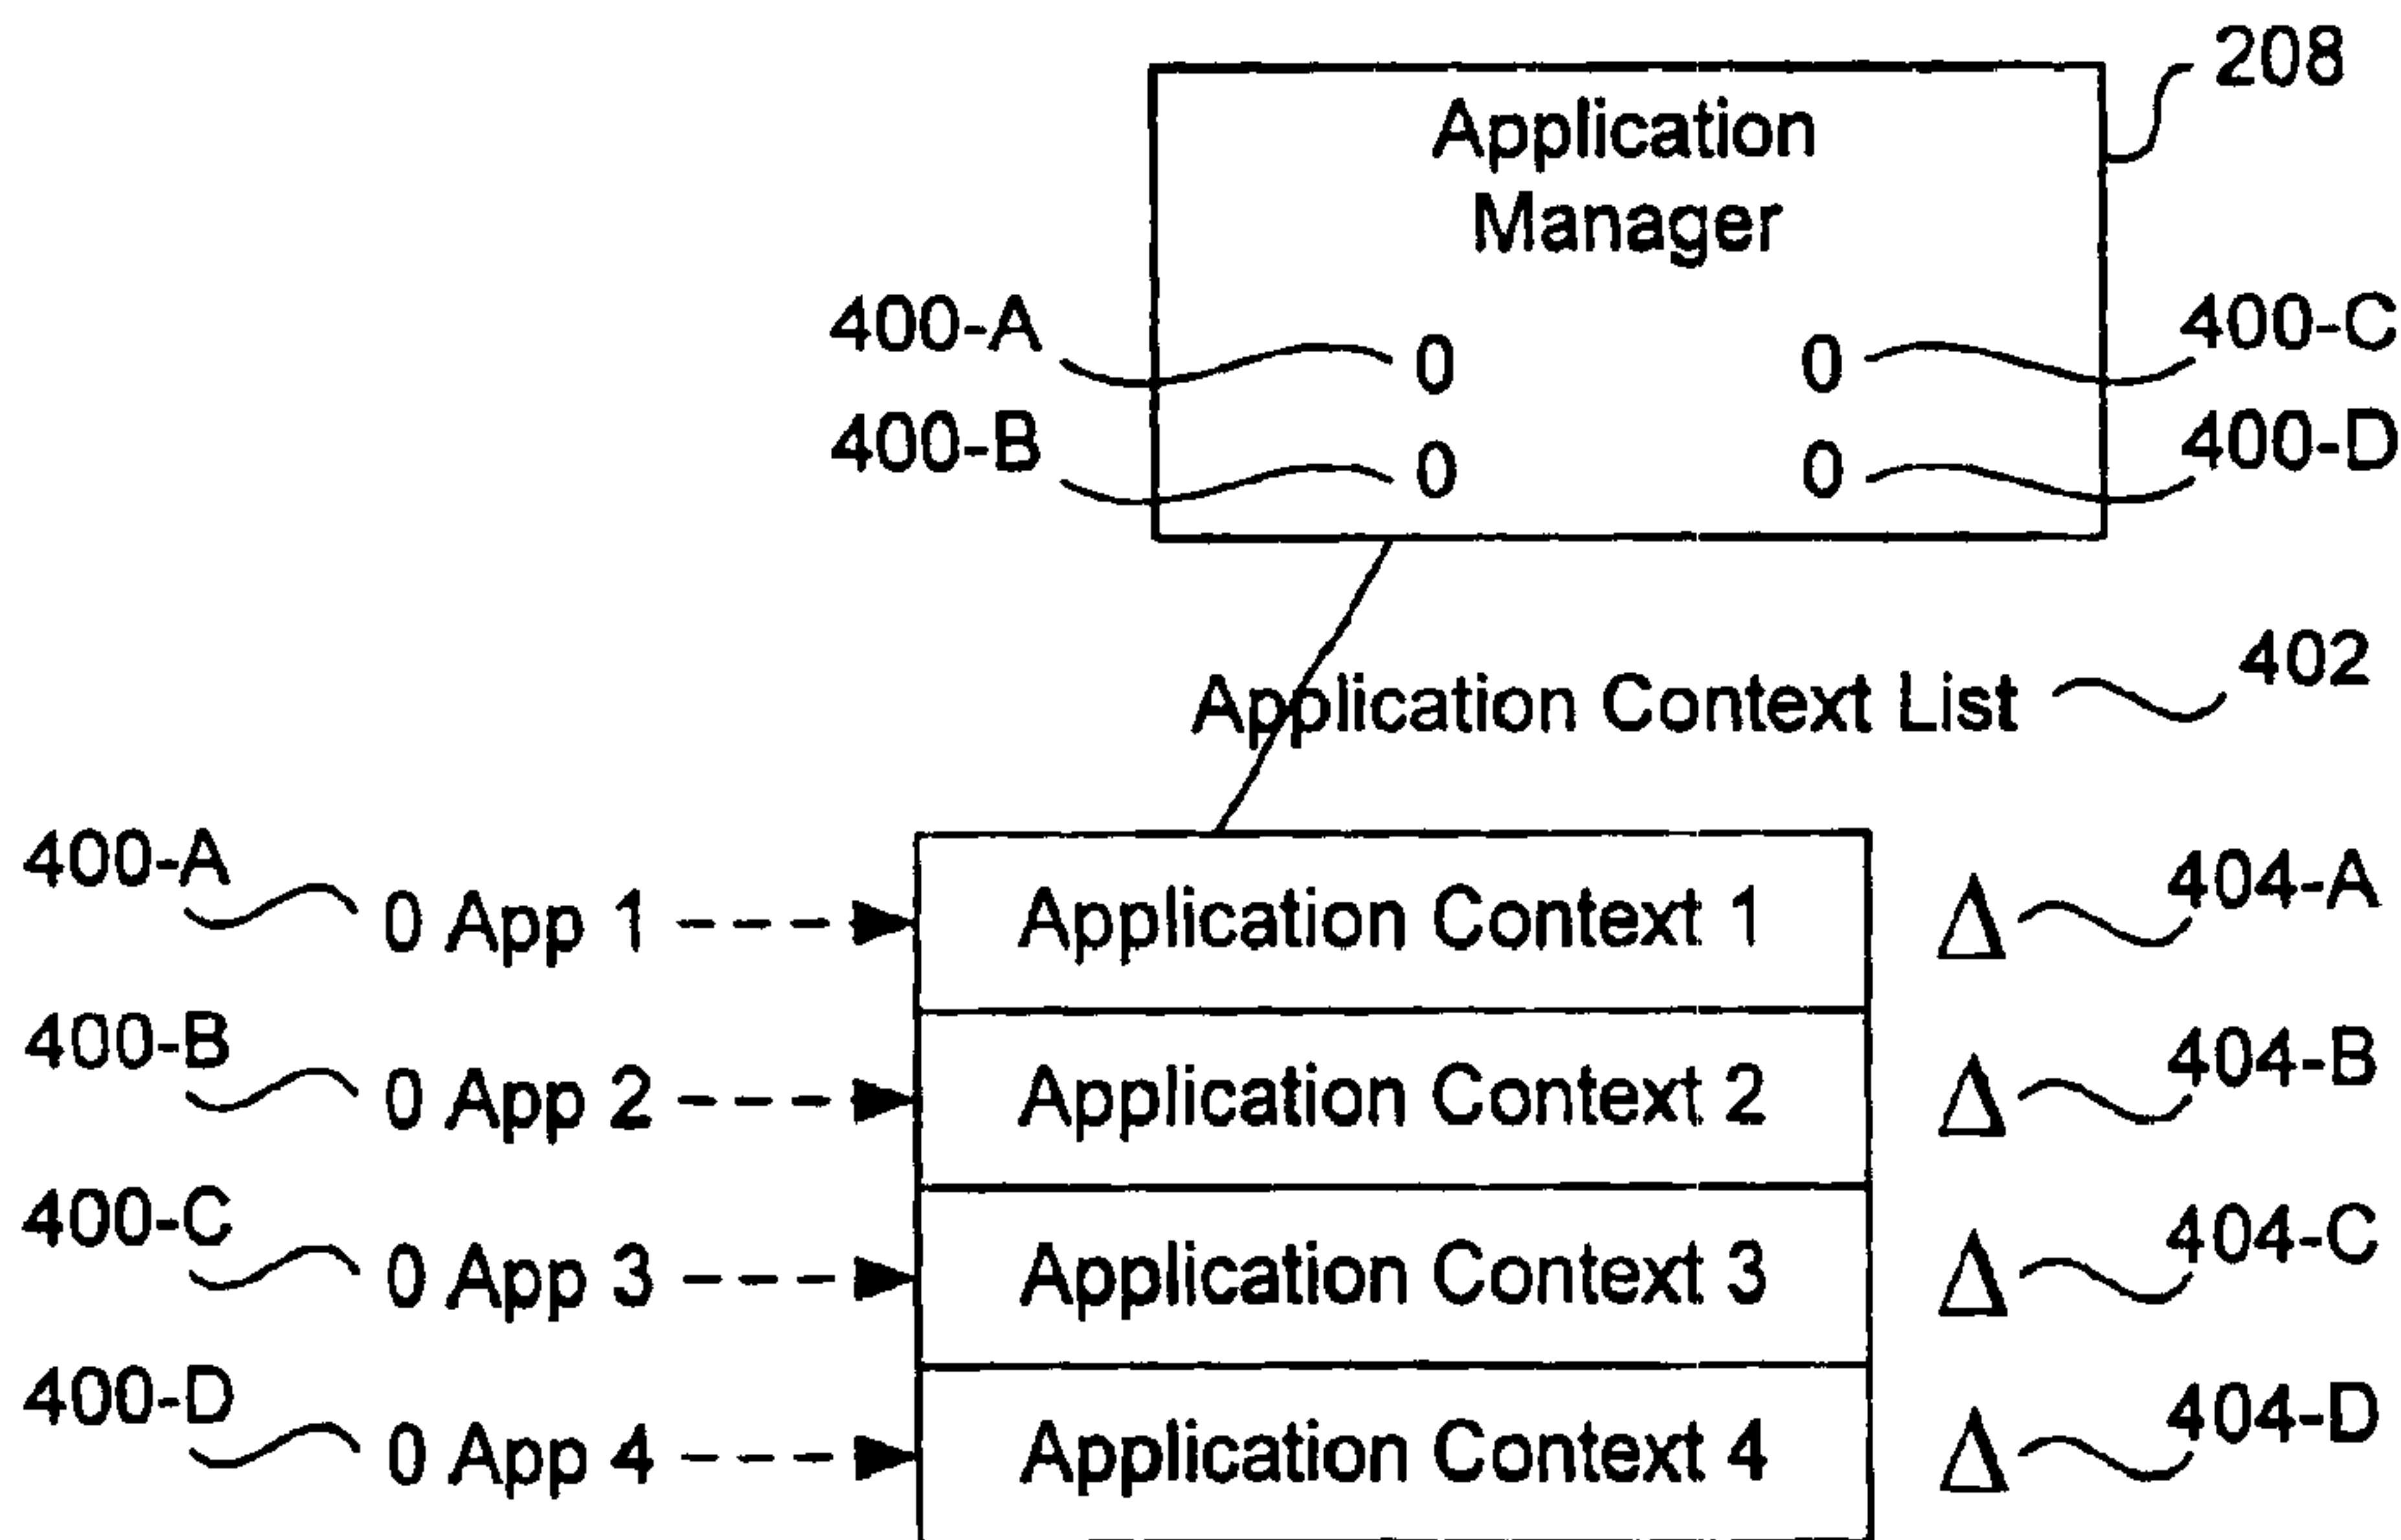 208
Application
Manager
400-A 0 0 400-C
400-B 0 0 400-D
Application Context List 402
400-A 0 App 1 Application Context 1 Δ 404-A
400-B 0 App 2 Application Context 2 Δ 404-B
400-C 0 App 3 Application Context 3 Δ 404-C
400-D 0 App 4 Application Context 4 Δ 404-D